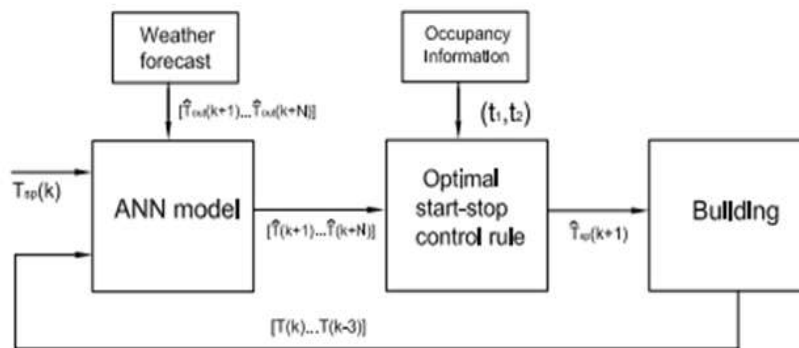 Weather
forecast
Occupancy
Information
[T̂out(k+1)...T̂out(k+N)]
(t₁,t₂)
Tsp(k)
ANN model
[T̂(k+1)...T̂(k+N)]
Optimal
start-stop
control rule
T̂sp(k+1)
Building
[T(k)...T(k-3)]